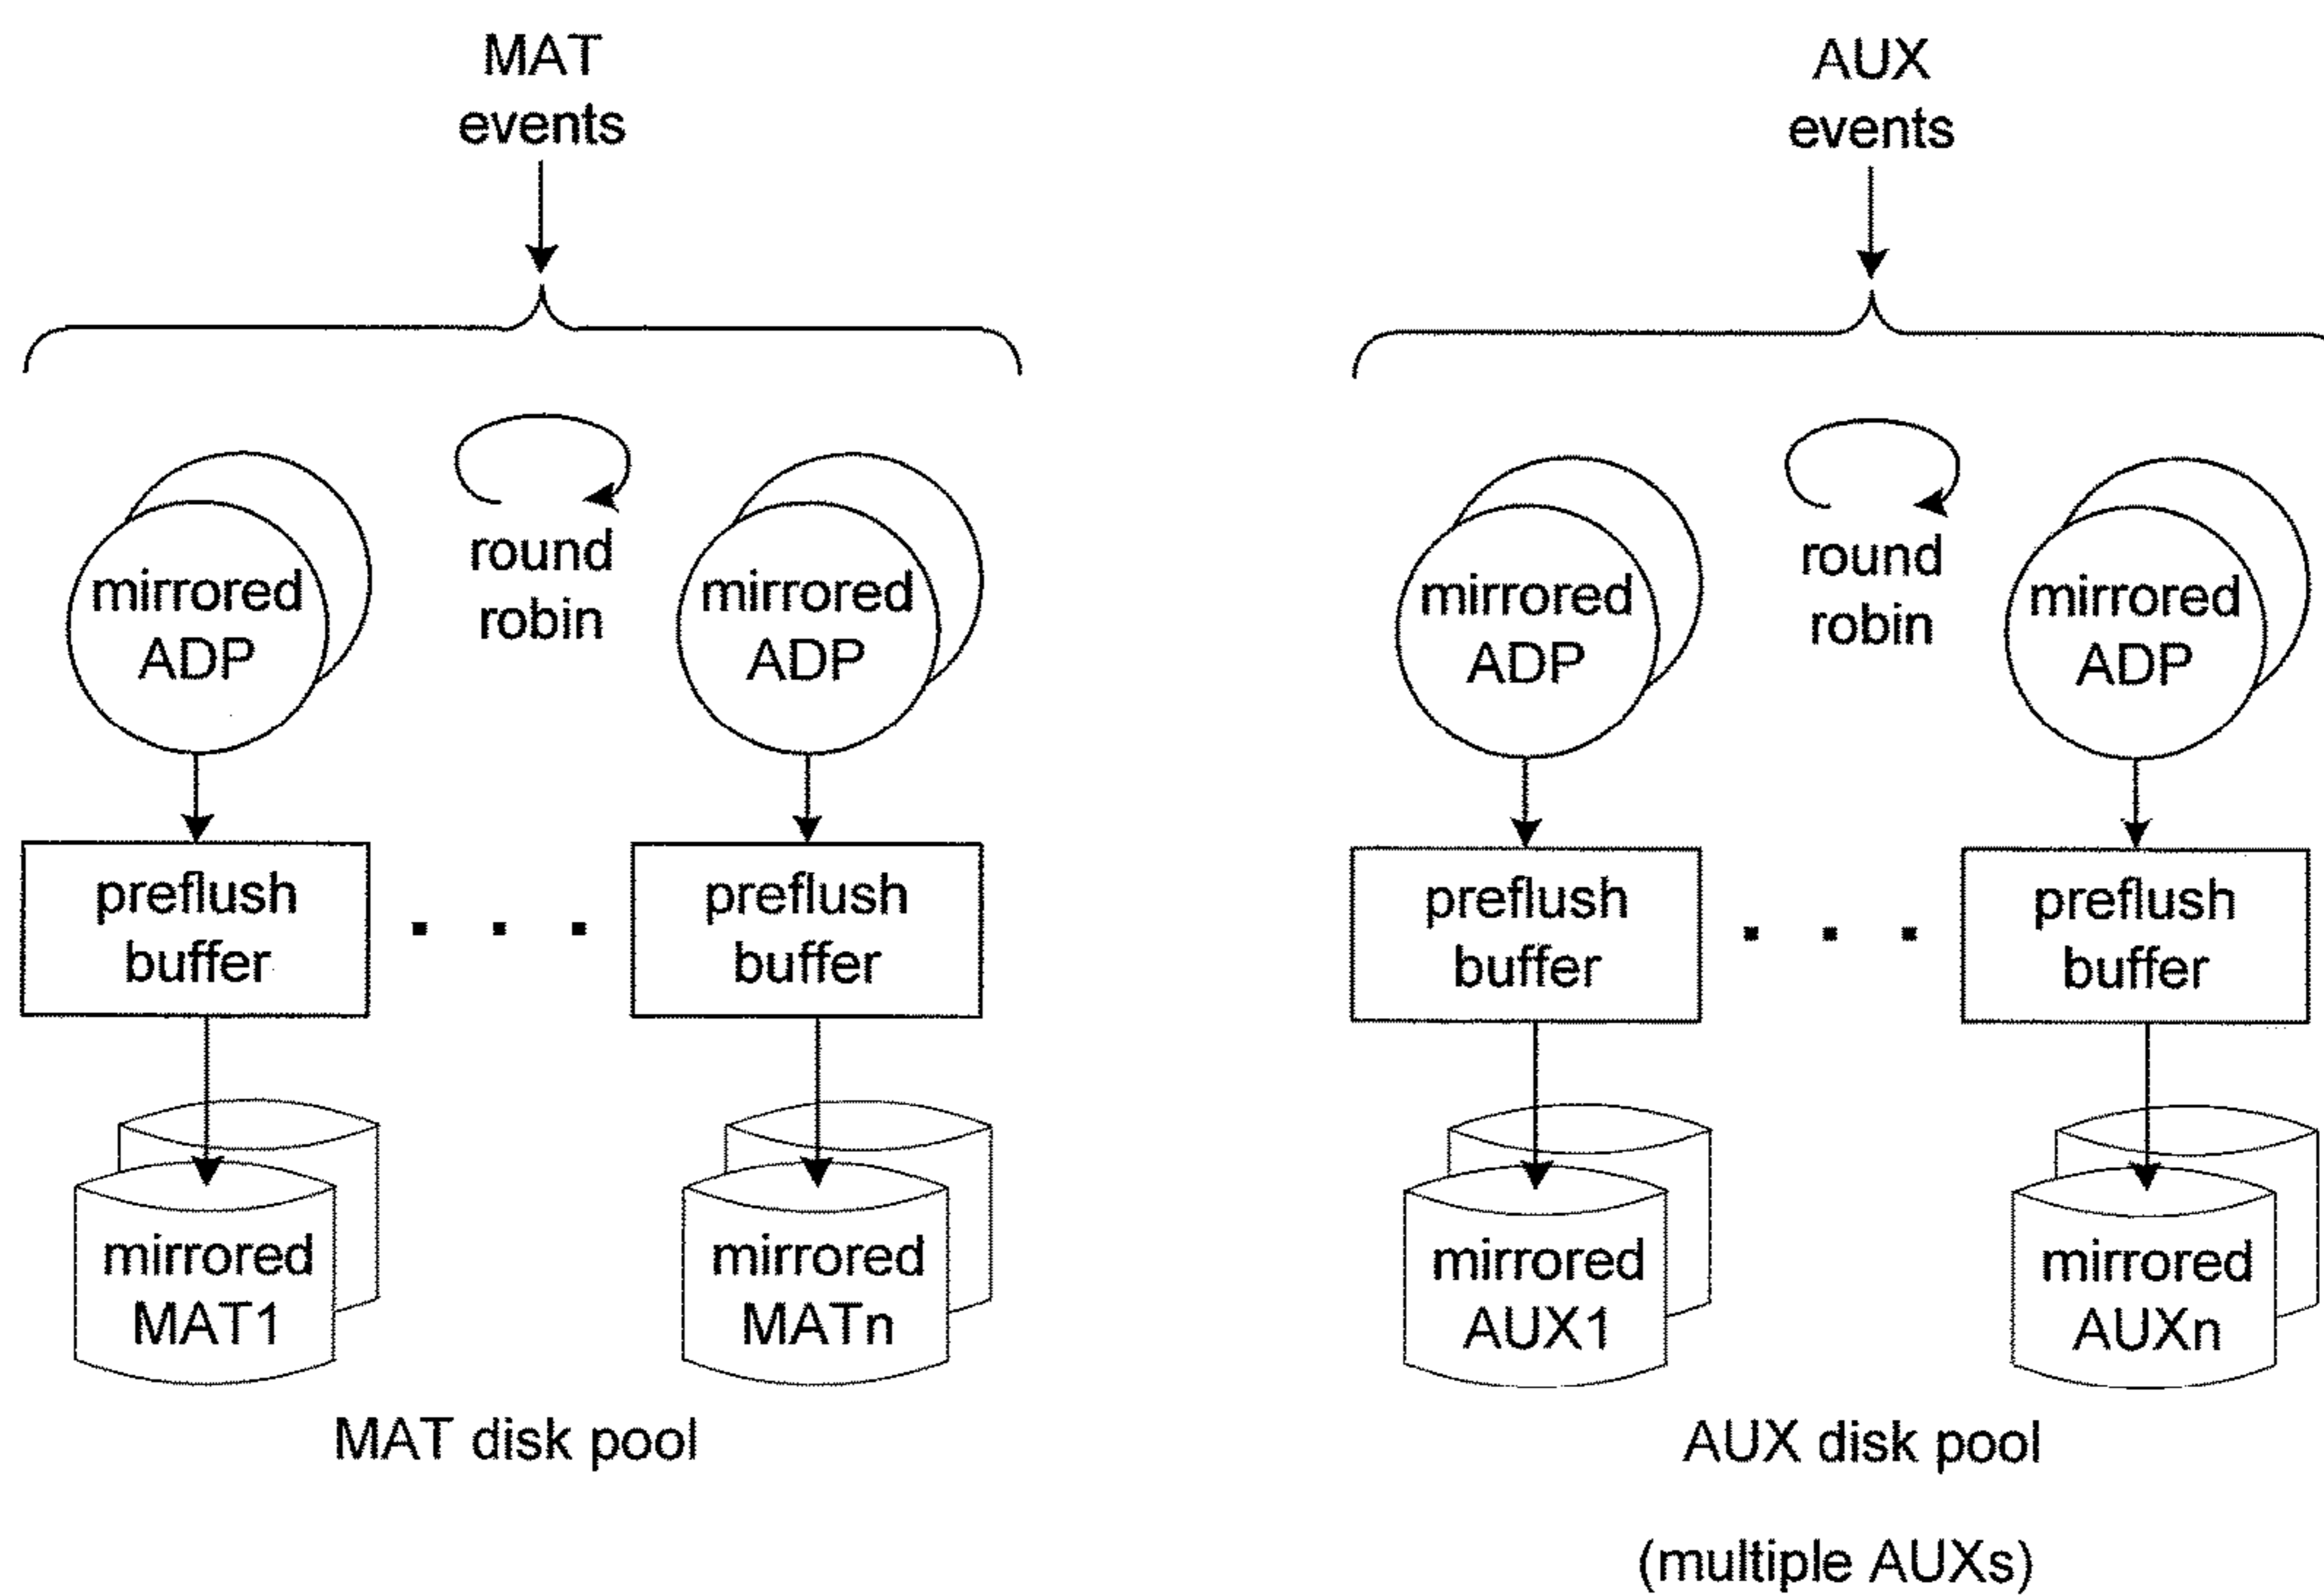 MAT
events
mirrored
ADP
round
robin
mirrored
ADP
preflush
buffer
. . .
preflush
buffer
mirrored
MAT1
mirrored
MATn
MAT disk pool
AUX
events
mirrored
ADP
round
robin
mirrored
ADP
preflush
buffer
. . .
preflush
buffer
mirrored
AUX1
mirrored
AUXn
AUX disk pool
(multiple AUXs)